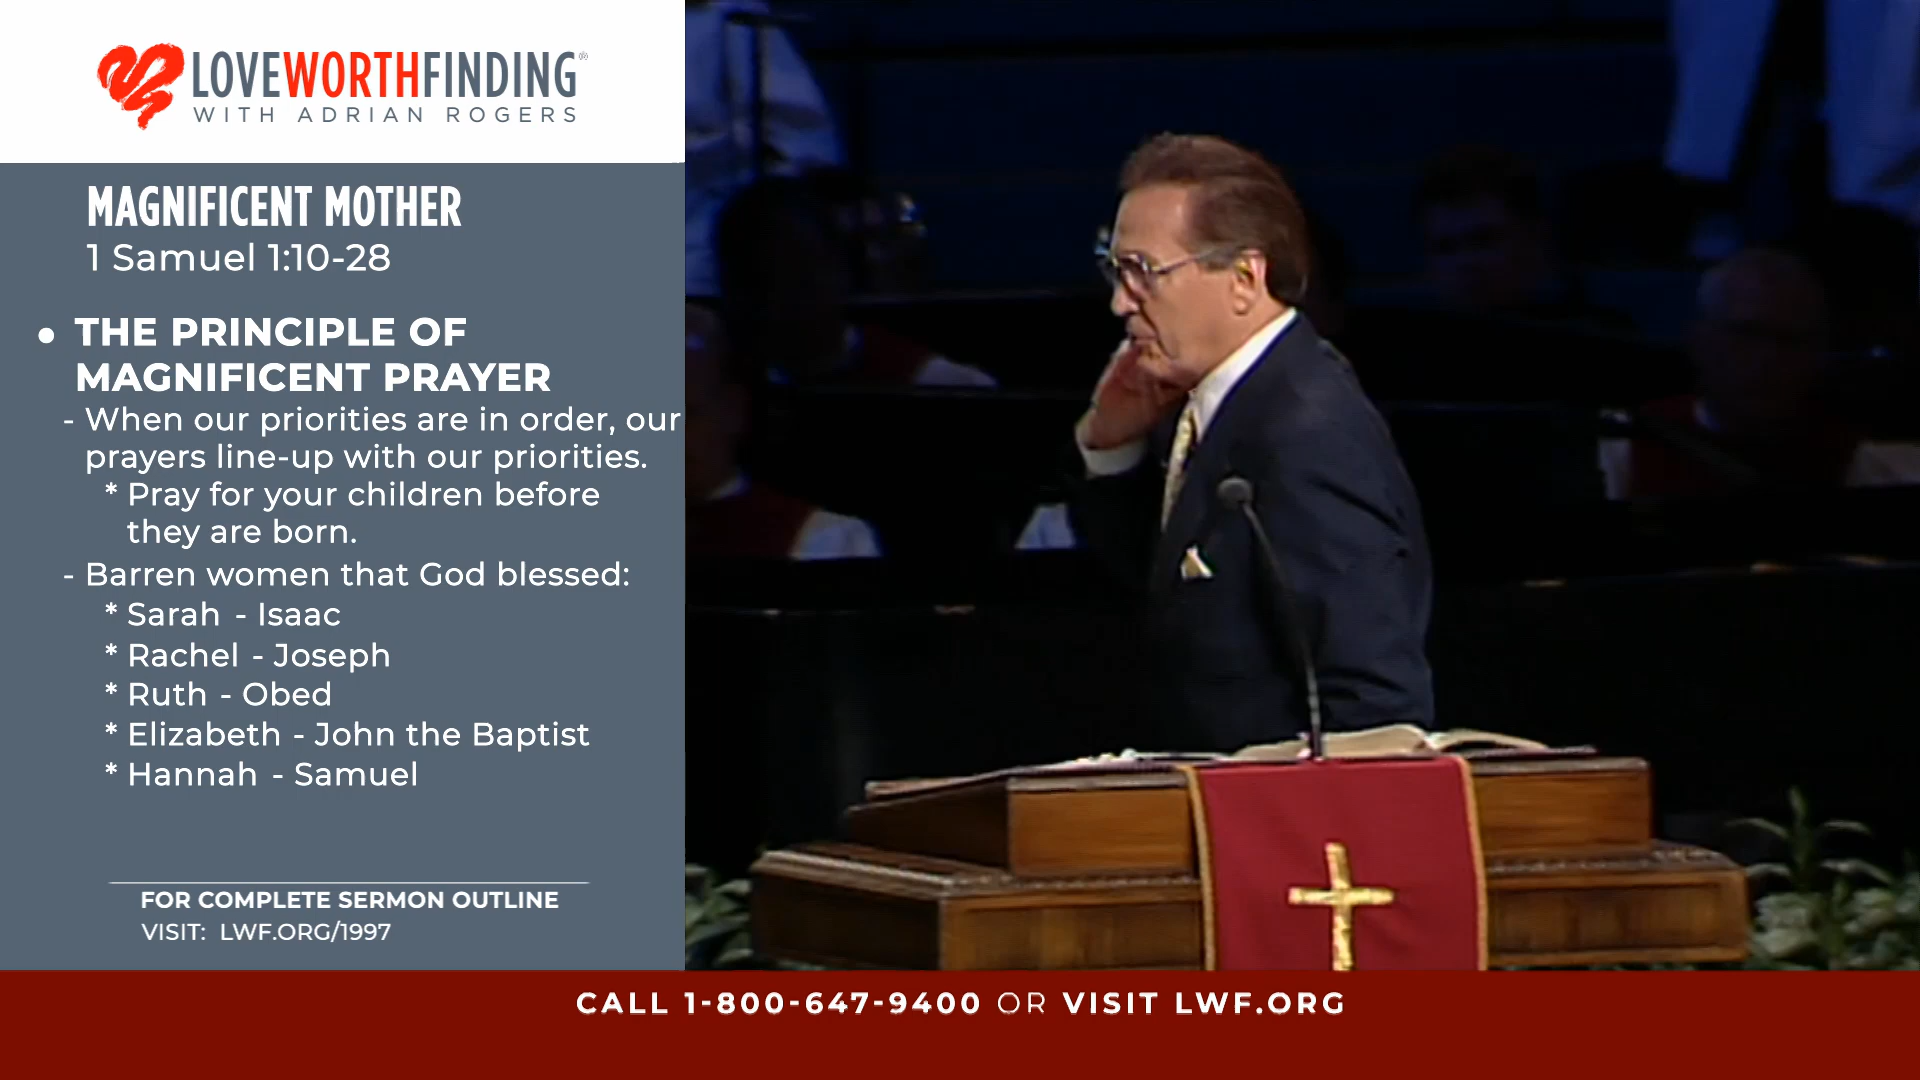 LOVEWORTHFINDING®
WITH ADRIAN ROGERS
MAGNIFICENT MOTHER
1 Samuel 1:10-28
• THE PRINCIPLE OF
MAGNIFICENT PRAYER
- When our priorities are in order, our
prayers line-up with our priorities.
* Pray for your children before
they are born.
- Barren women that God blessed:
* Sarah - Isaac
* Rachel - Joseph
* Ruth - Obed
* Elizabeth - John the Baptist
* Hannah - Samuel
FOR COMPLETE SERMON OUTLINE
VISIT: LWF.ORG/1997
CALL 1-800-647-9400 OR VISIT LWF.ORG